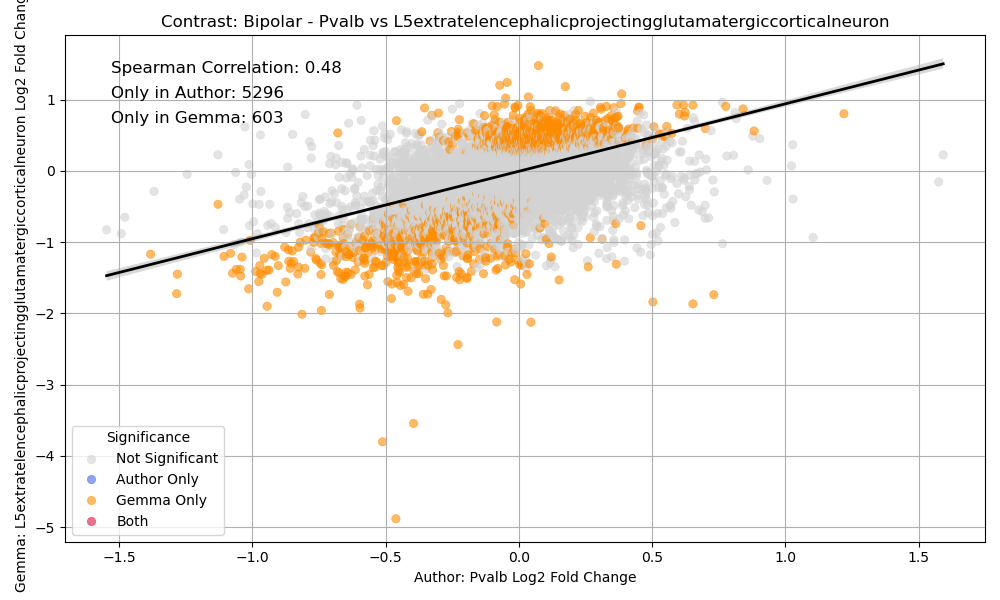 Contrast: Bipolar - Pvalb vs L5extratelencephalicprojectingglutamatergiccorticalneuron
Spearman Correlation: 0.48
Only in Author: 5296
Only in Gemma: 603
Gemma: L5extratelencephalicprojectingglutamatergiccorticalneuron Log2 Fold
1
0
−1
−2
−3
−4
−5
Significance
Not Significant
Author Only
Gemma Only
Both
−1.5
−1.0
−0.5
0.0
0.5
1.0
1.5
Author: Pvalb Log2 Fold Change